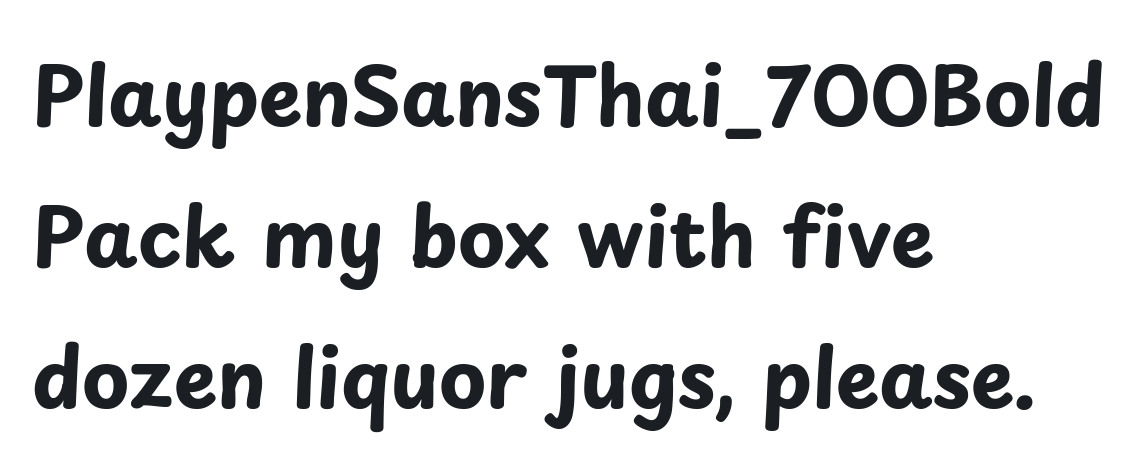 PlaypenSansThai_700Bold
Pack my box with five
dozen liquor jugs, please.